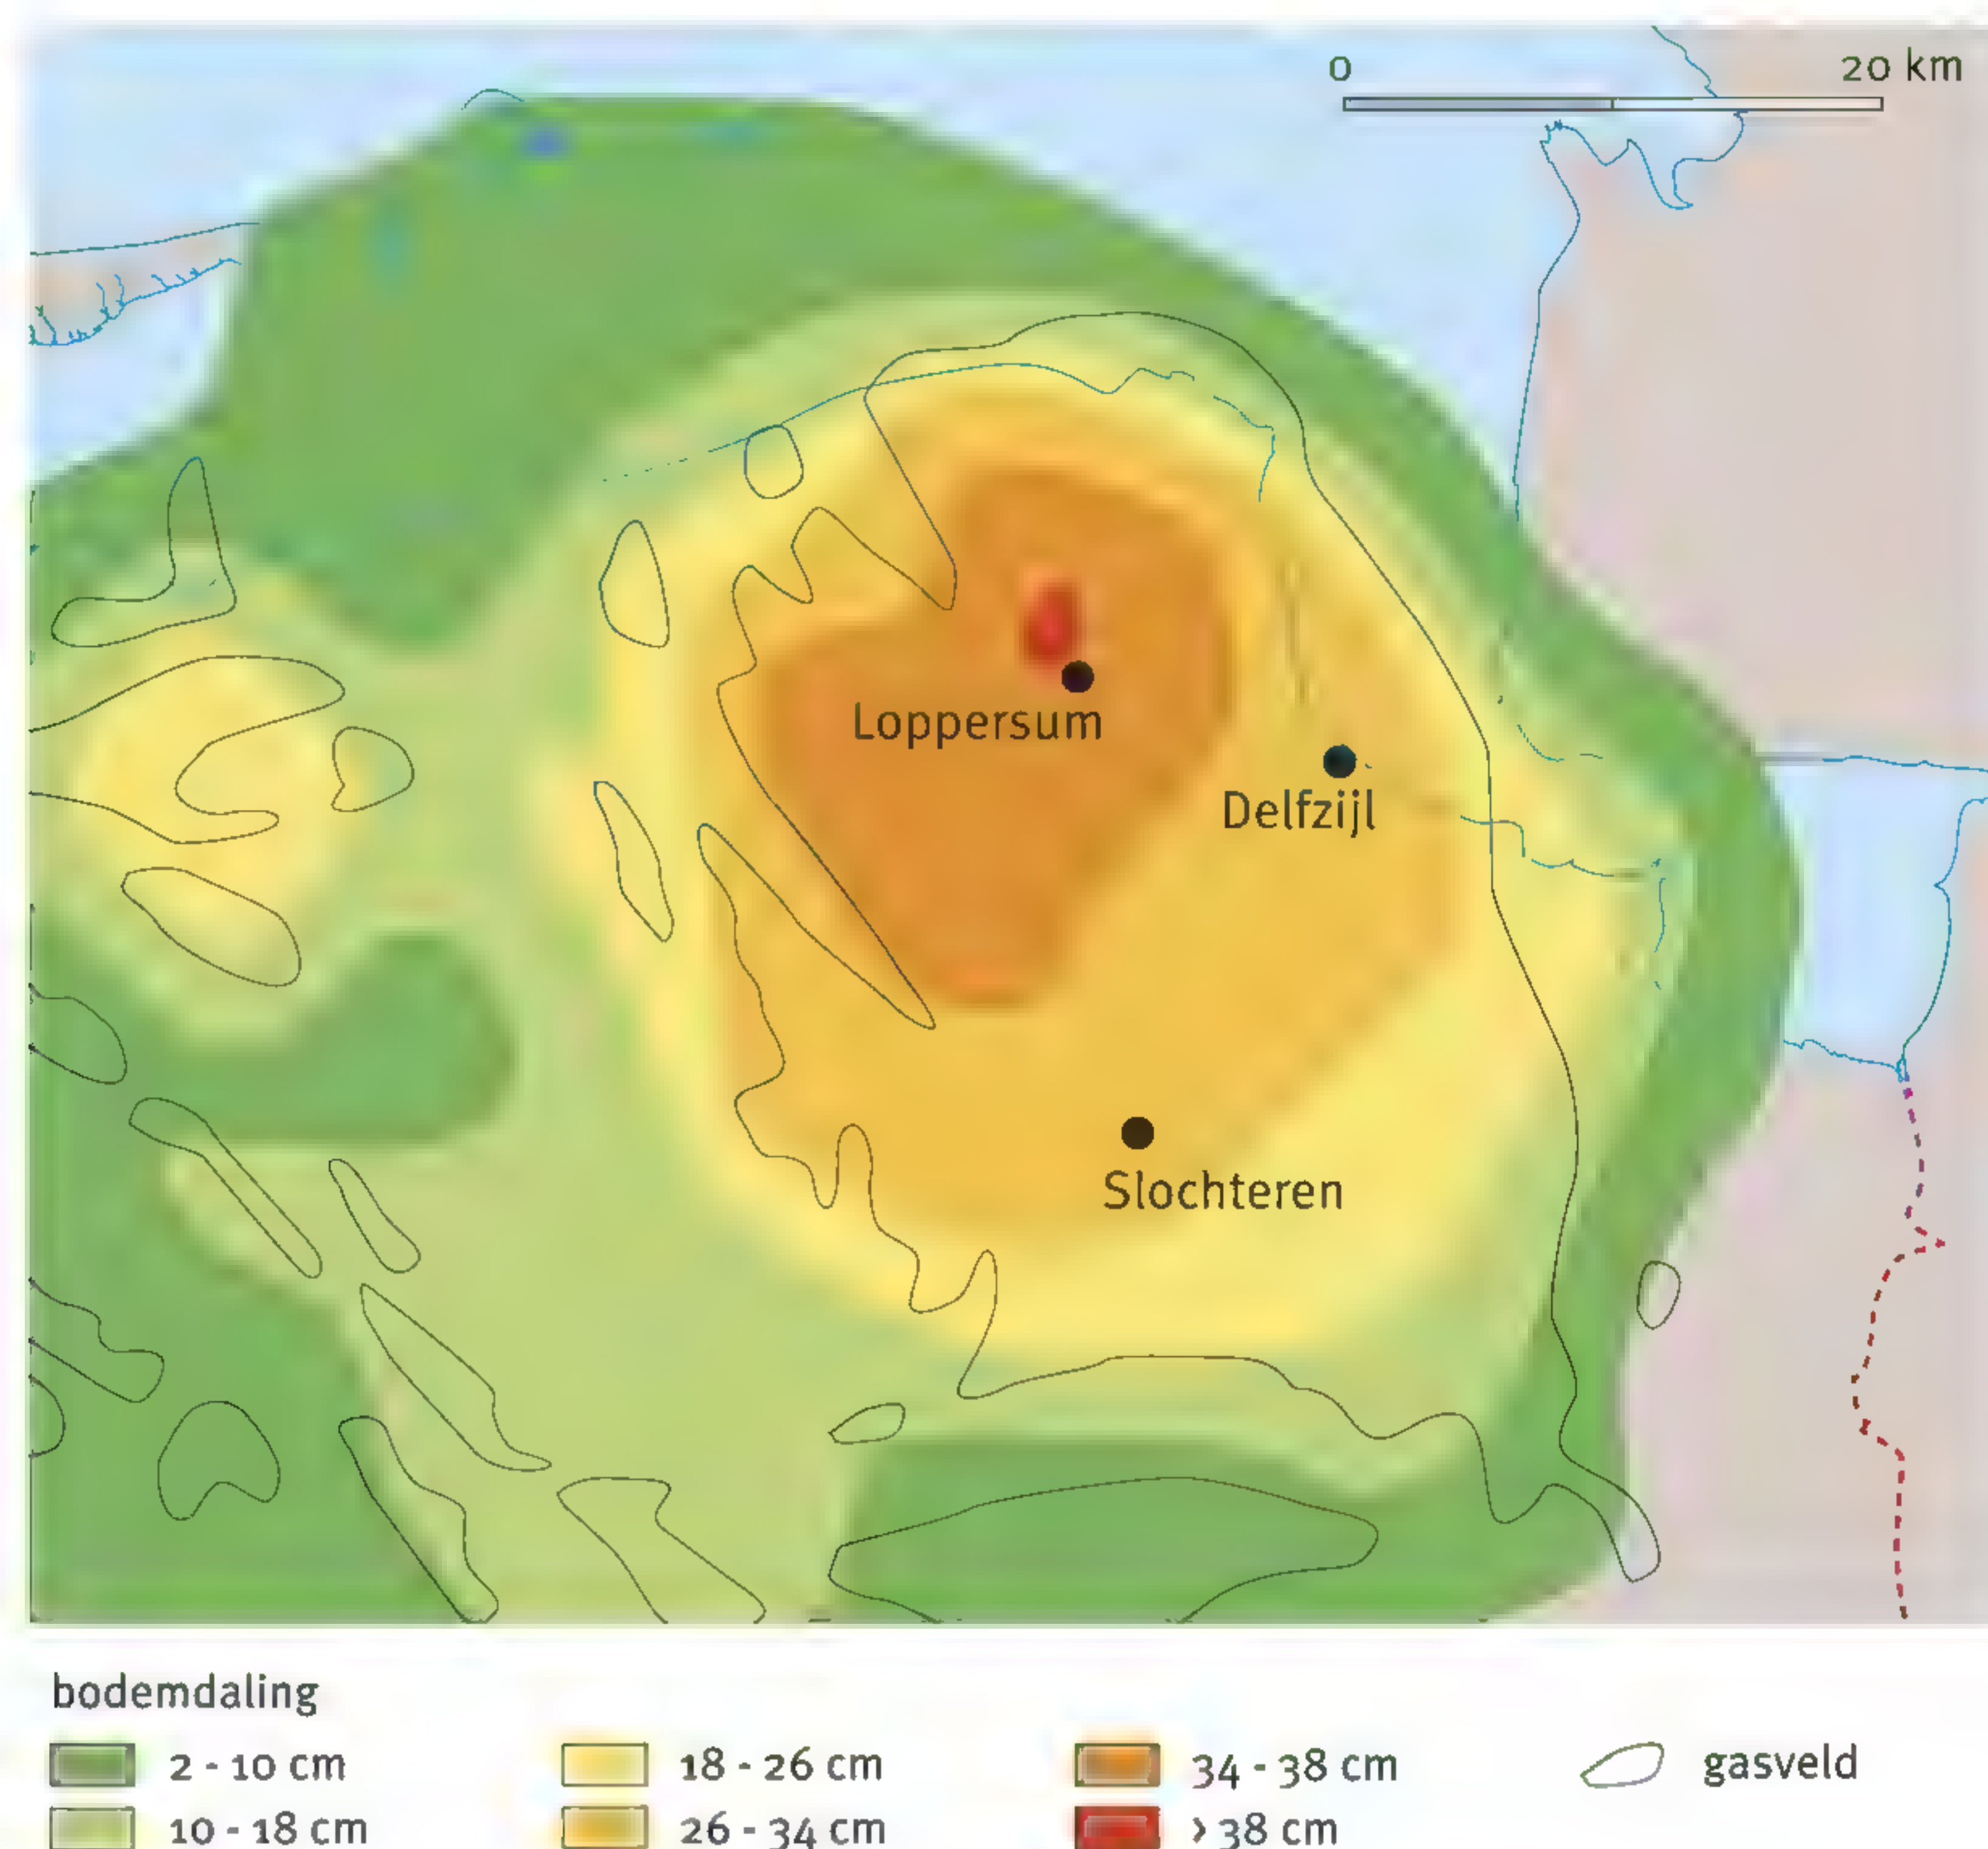 0 20 km
Loppersum
Delfzijl
Slochteren
bodemdaling
2 - 10 cm
10 - 18 cm
18 - 26 cm
26 - 34 cm
34 - 38 cm
> 38 cm
gasveld